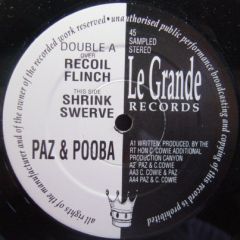 all rights of the manufacturer and of the owner of the recorded work reserved • unauthorised public performance broadcasting and copying of this record is prohibited
DOUBLE A
OVER
RECOIL
FLINCH
THIS SIDE
SHRINK
SWERVE
PAZ & POOBA
45
SAMPLED
STEREO
Le Grande
RECORDS
A1 WRITTEN, PRODUCED, BY THE
RT HON C/COWIE ADDITIONAL
PRODUCTION CANYON
A2 PAZ & C. COWIE
AA3 C. COWIE & PAZ
AA4 PAZ & C. COWIE